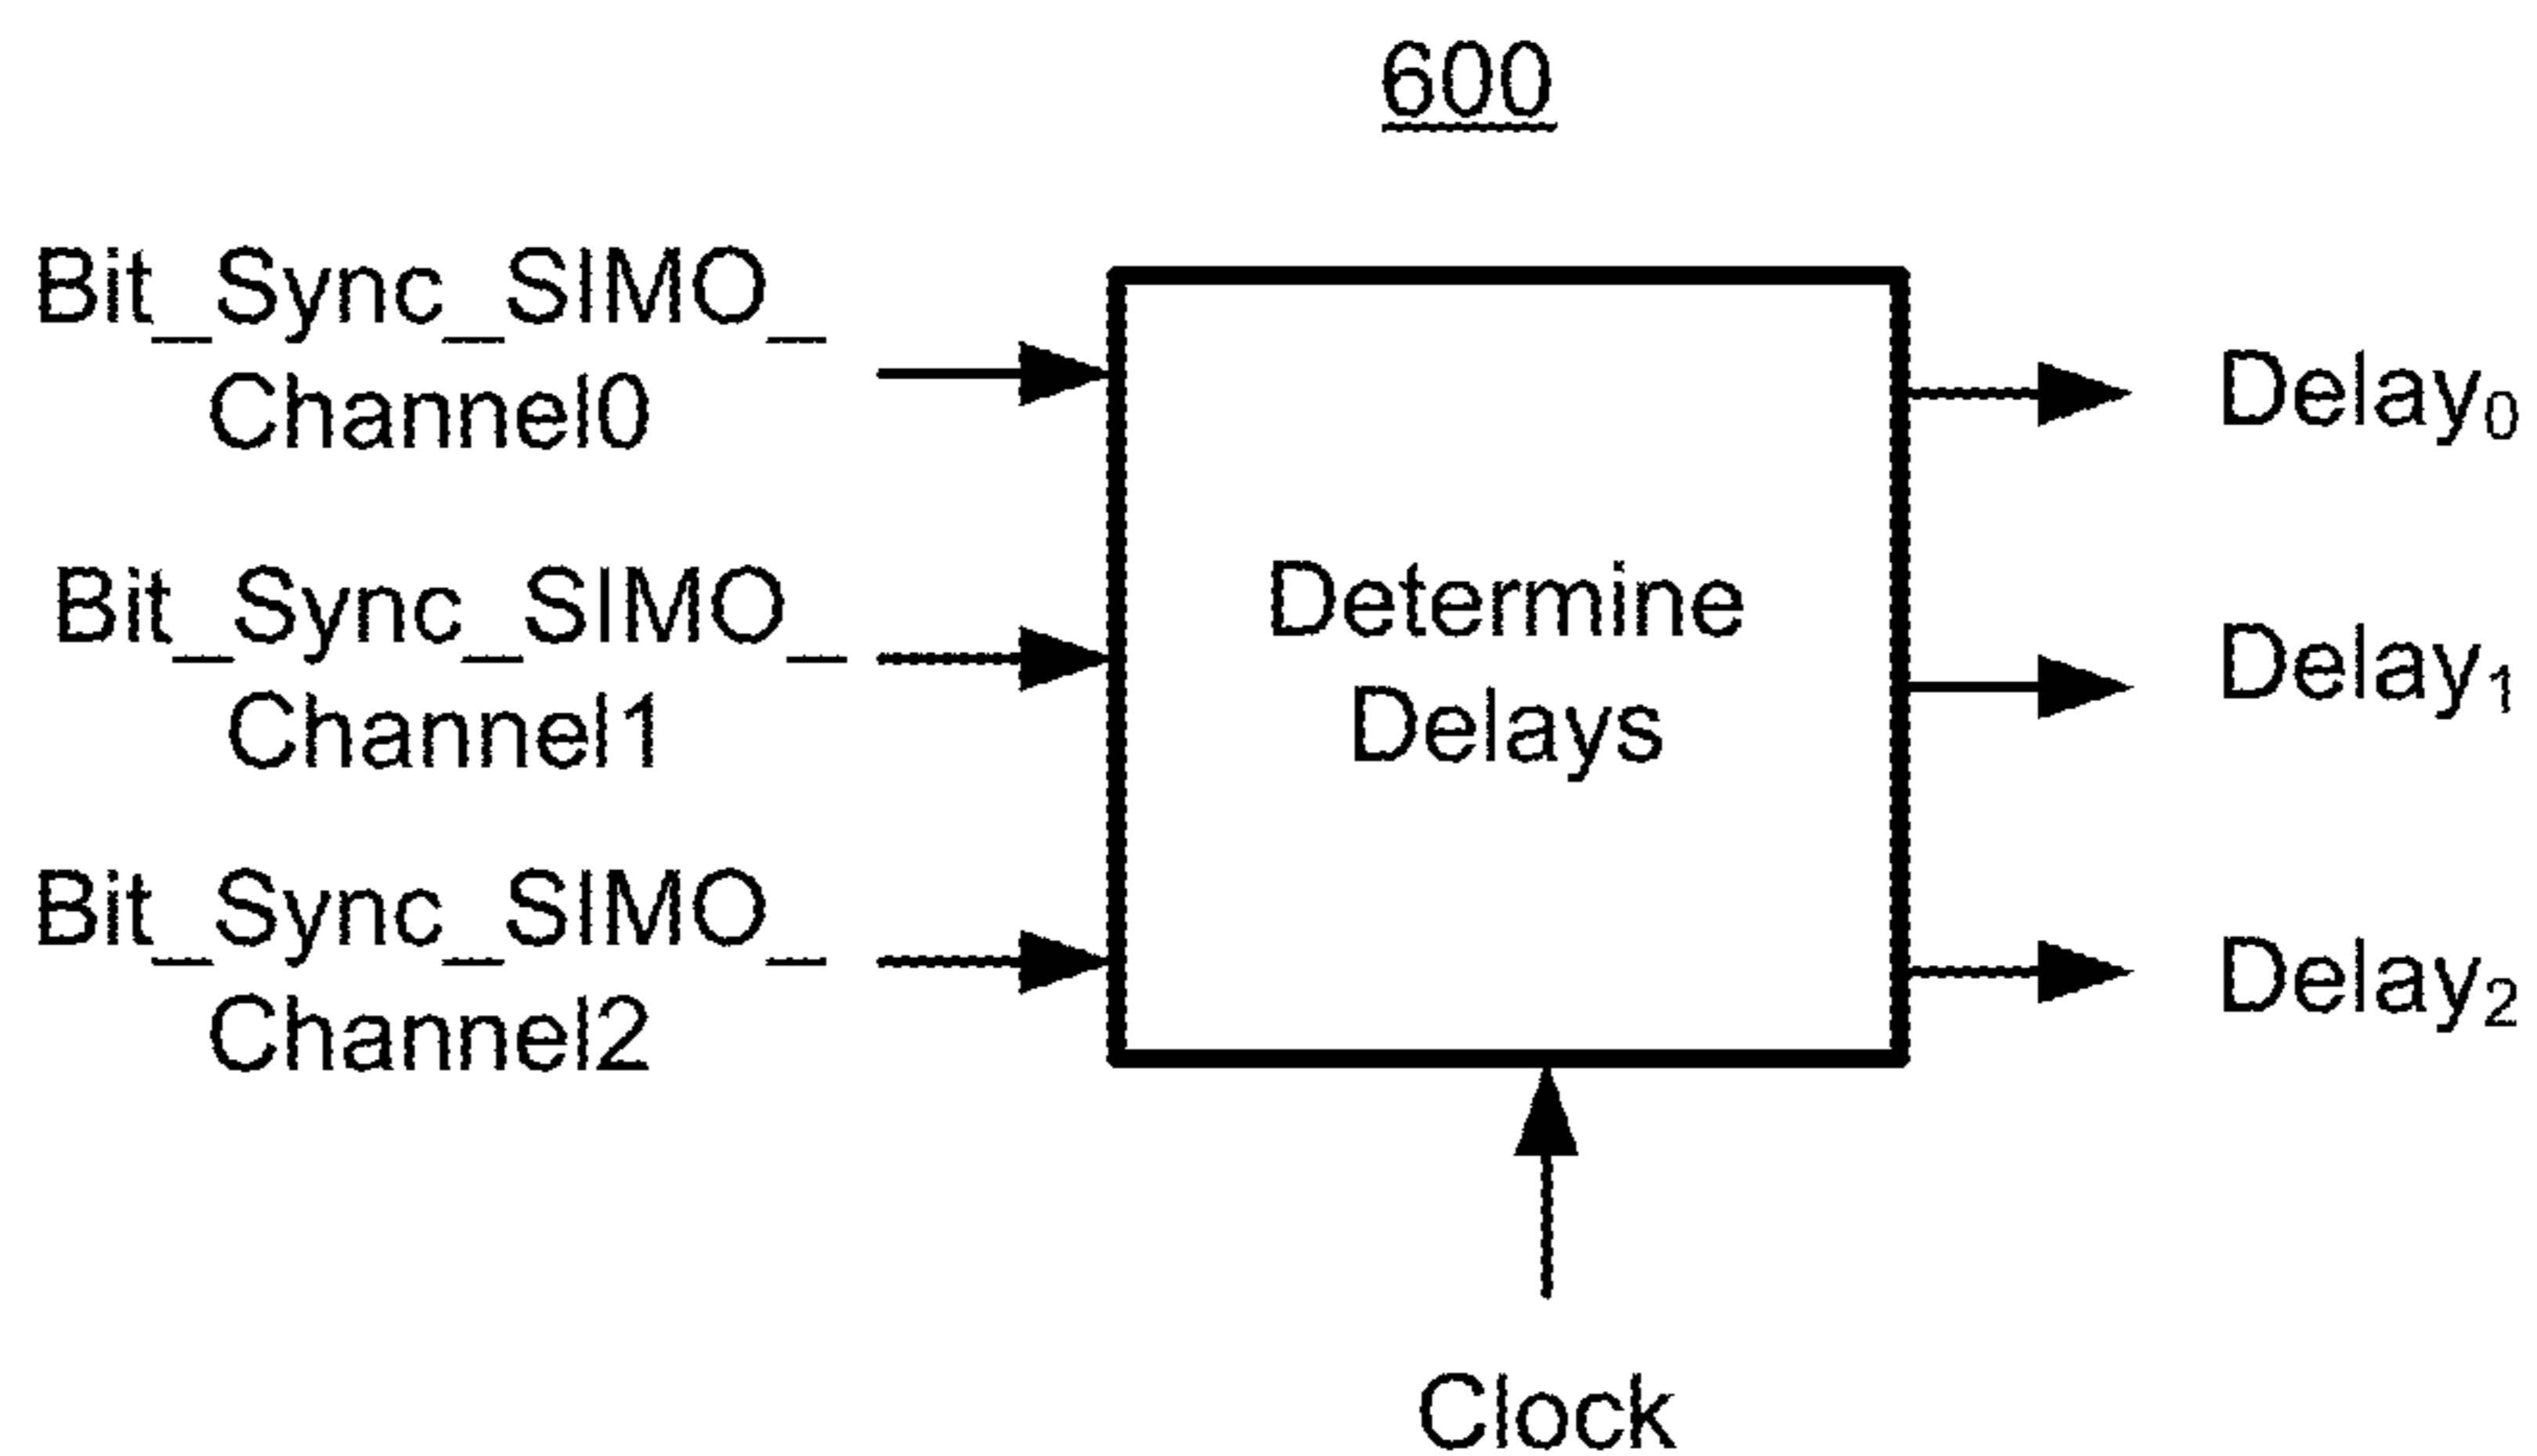 600
Bit_Sync_SIMO_
Channel0
Bit_Sync_SIMO_
Channel1
Bit_Sync_SIMO_
Channel2
Determine
Delays
Delay₀
Delay₁
Delay₂
Clock